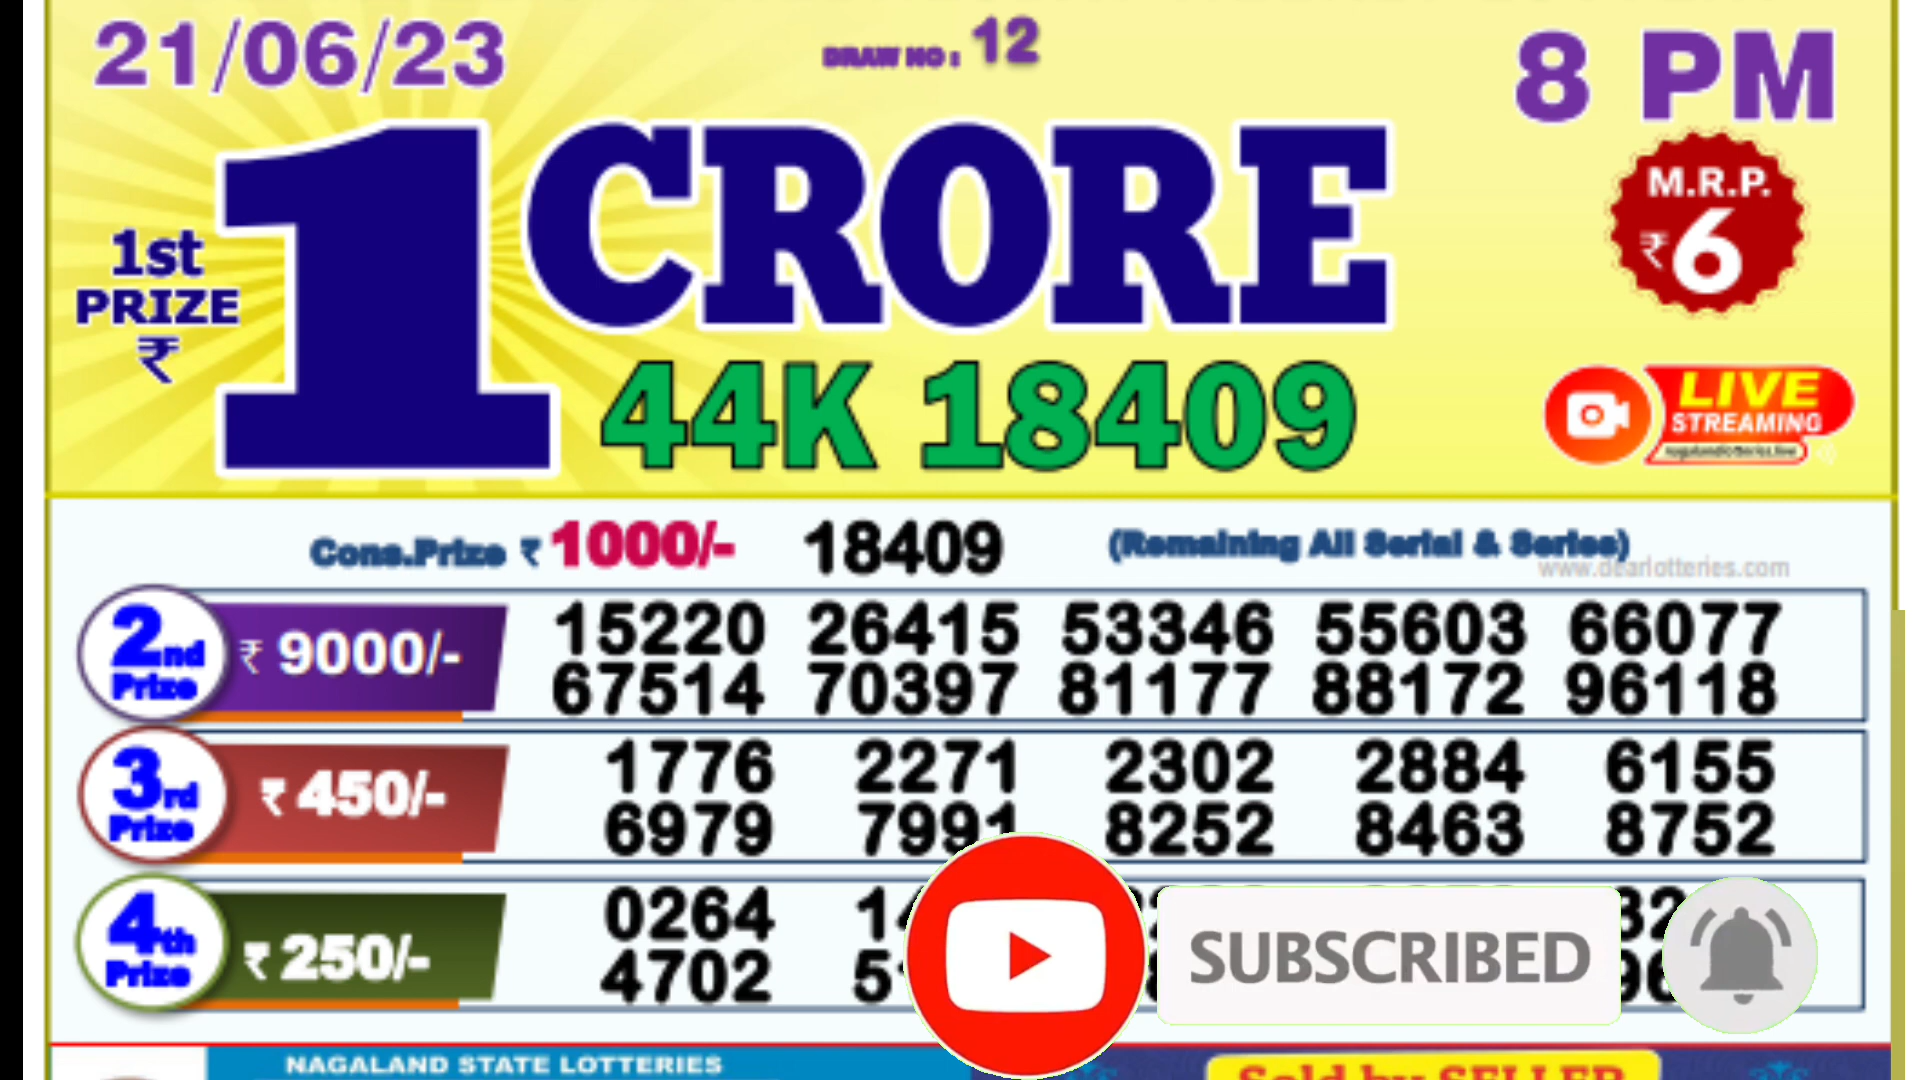 21/06/23 DRAW NO : 12 8 PM
1 CRORE
M.R.P.
₹6
1st
PRIZE
₹
44K 18409
LIVE
STREAMING
Cons.Prize ₹ 1000/- 18409 (Remaining All Serial & Series)
www.dearlotteries.com
2nd Prize ₹ 9000/-
15220 26415 53346 55603 66077
67514 70397 81177 88172 96118
3rd Prize ₹ 450/-
1776 2271 2302 2884 6155
6979 7991 8252 8463 8752
4th Prize ₹ 250/-
0264
4702
SUBSCRIBED
NAGALAND STATE LOTTERIES
Sold by SELLER